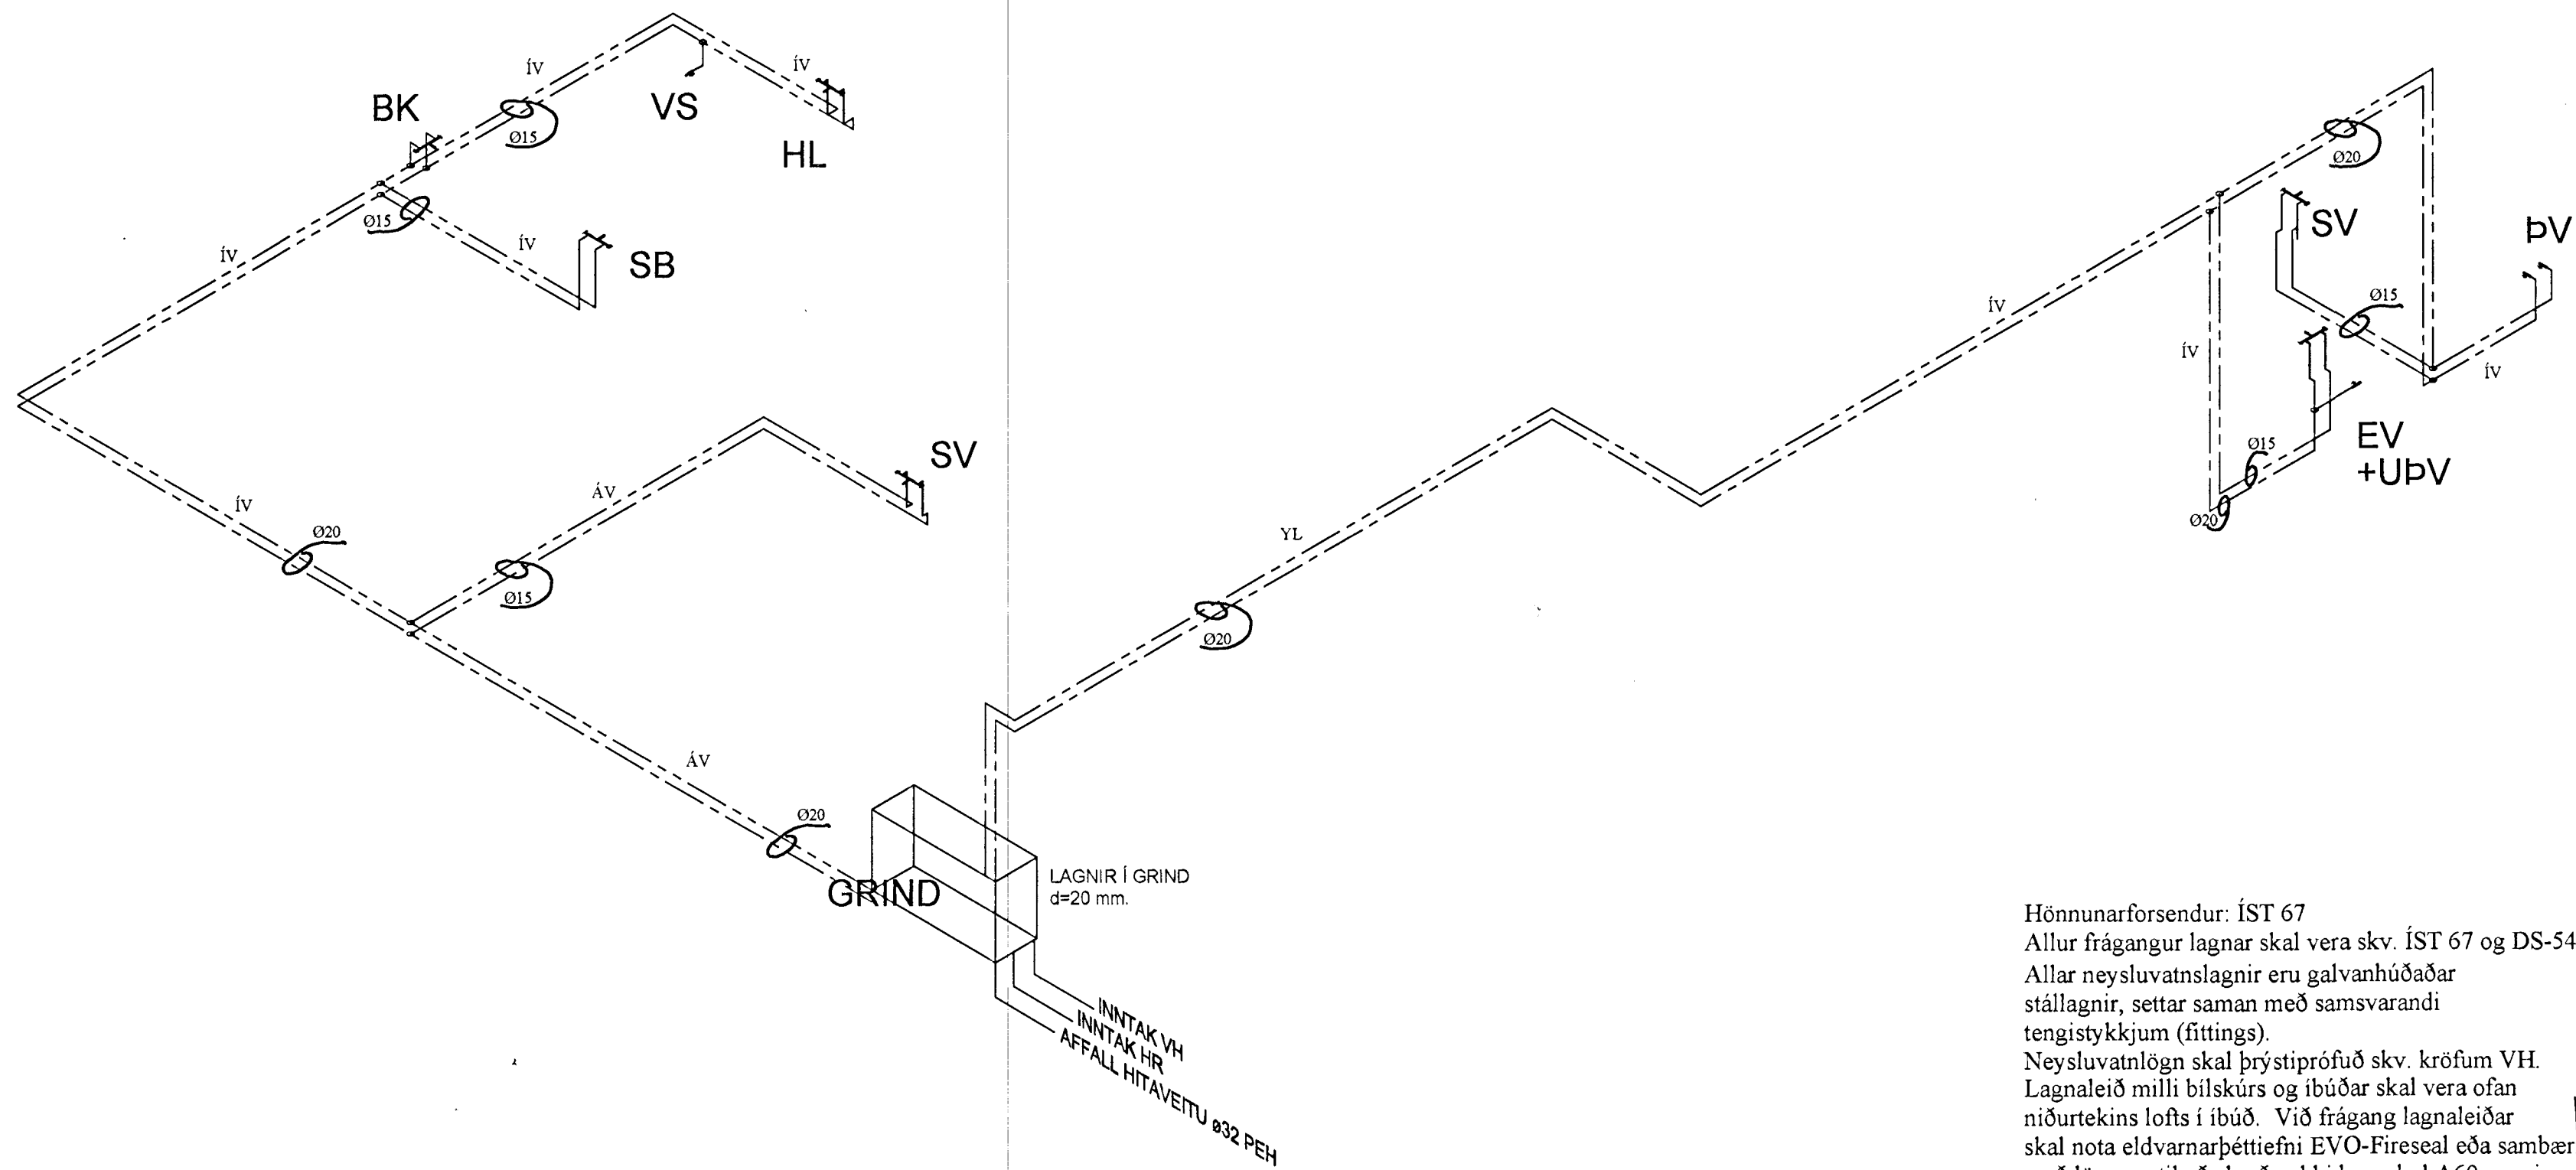 ÍV
ÍV
BK
VS
Ø15
HL
Ø20
Ø15
ÍV
SV
ÞV
ÍV
SB
Ø15
ÍV
ÍV
ÍV
SV
EV
+UÞV
Ø15
ÁV
ÍV
Ø20
Ø20
YL
Ø15
Ø20
ÁV
Ø20
LAGNIR Í GRIND
d=20 mm.
GRIND
INNTAK VH
INNTAK HR
AFFALL HITAVEITU ø32 PEH
Hönnunarforsendur: ÍST 67
Allur frágangur lagnar skal vera skv. ÍST 67 og DS-54
Allar neysluvatnslagnir eru galvanhúðaðar
stállagnir, settar saman með samsvarandi
tengistykkjum (fittings).
Neysluvatnlögn skal þrýstiprófuð skv. kröfum VH.
Lagnaleið milli bílskúrs og íbúðar skal vera ofan
niðurtekins lofts í íbúð. Við frágang lagnaleiðar
skal nota eldvarnarþéttiefni EVO-Fireseal eða sambær